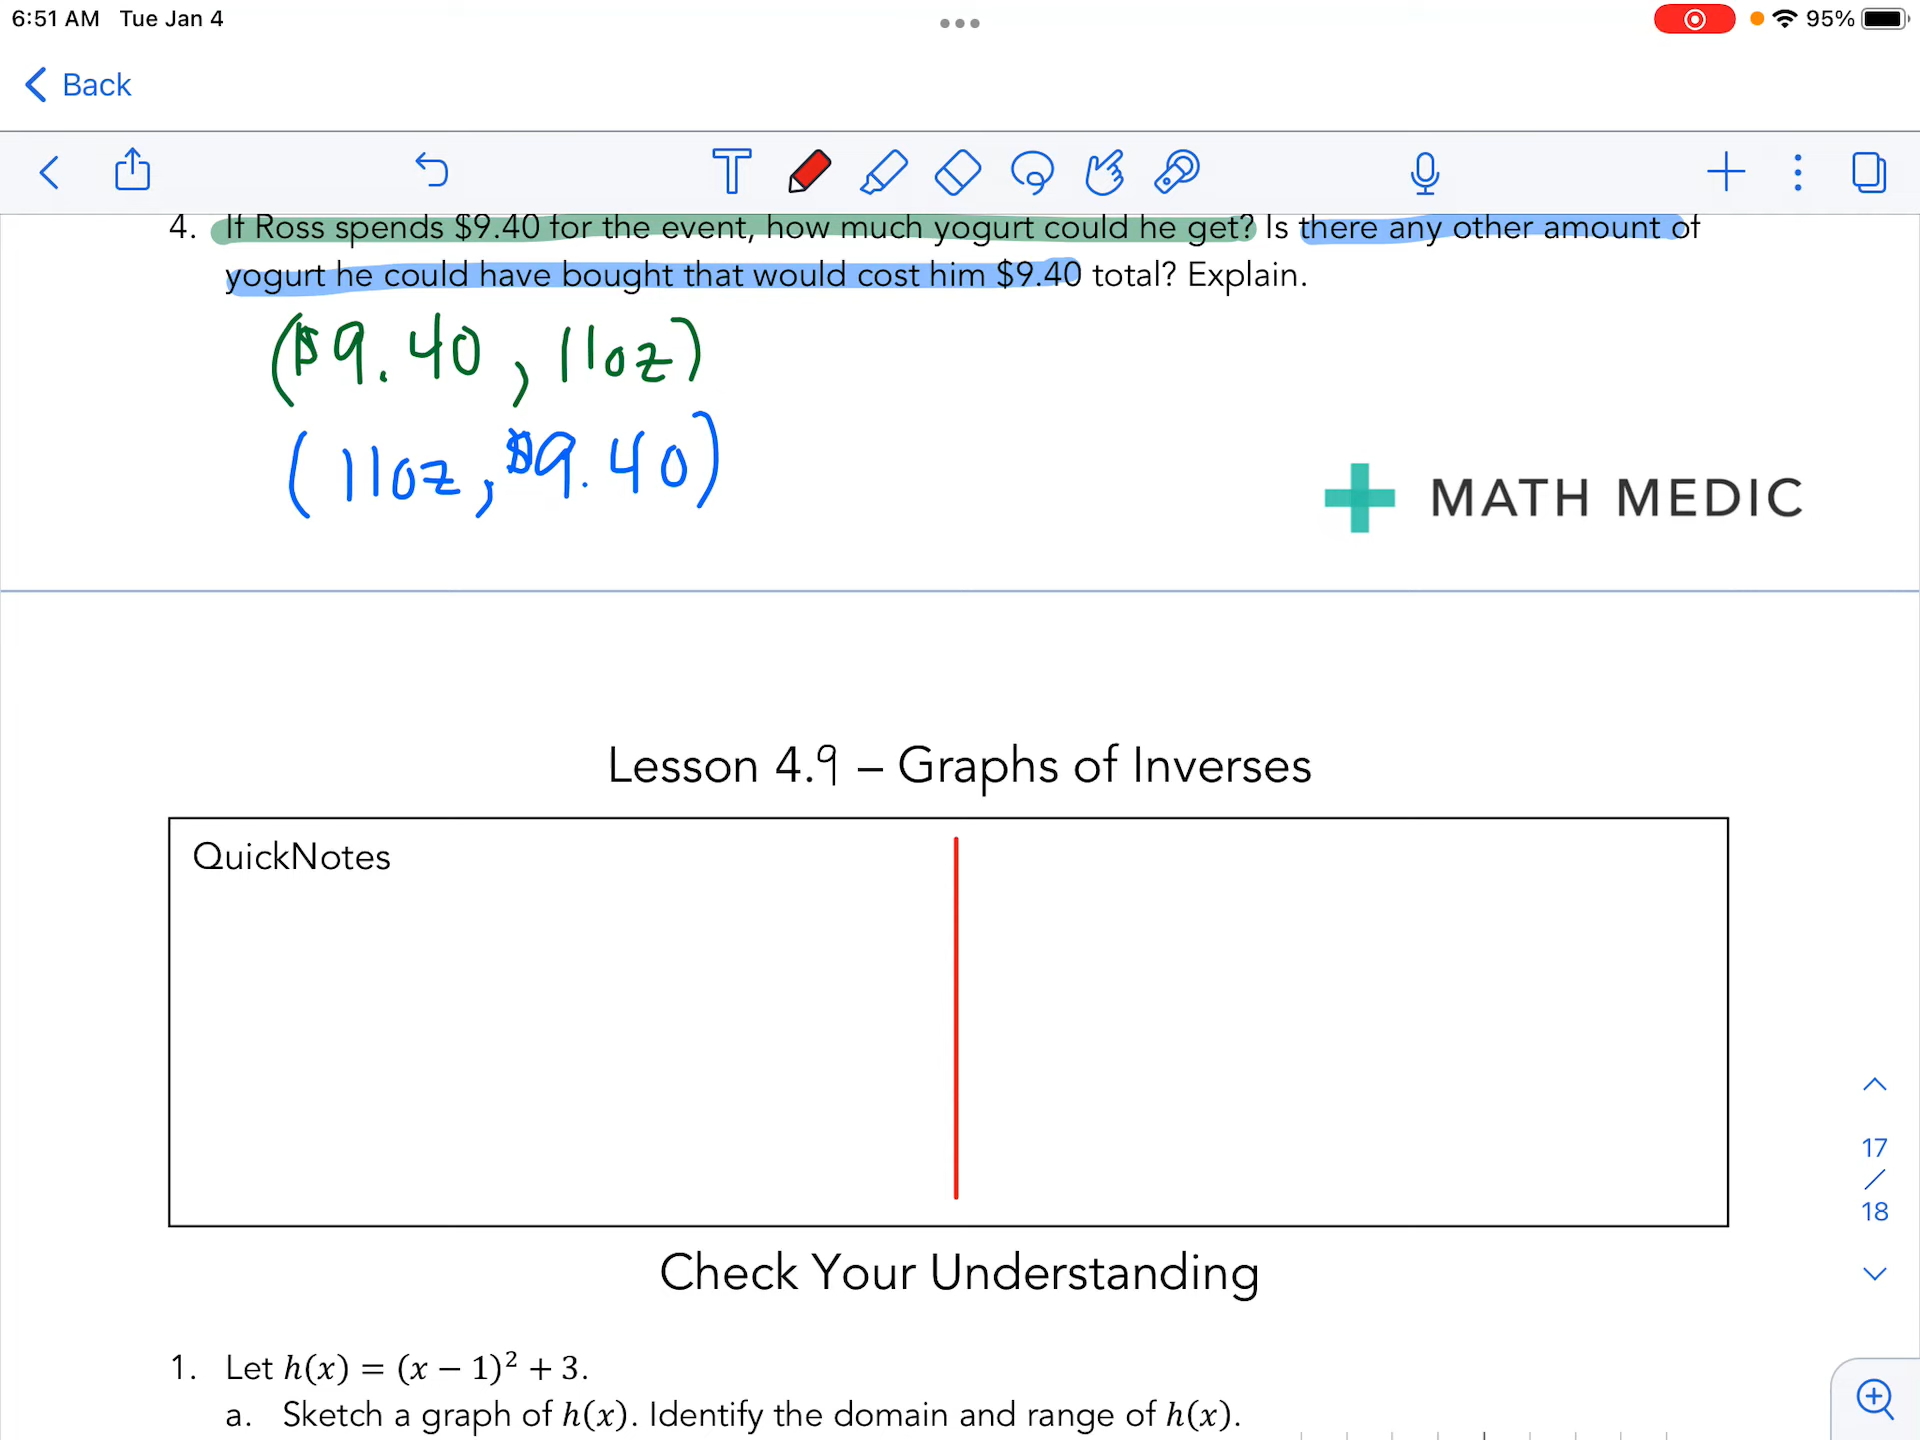 6:51 AM Tue Jan 4
95%
Back
4. If Ross spends $9.40 for the event, how much yogurt could he get? Is there any other amount of
yogurt he could have bought that would cost him $9.40 total? Explain.
($9.40, 11oz)
(11oz, $9.40)
MATH MEDIC
Lesson 4.9 – Graphs of Inverses
QuickNotes
17
/
18
Check Your Understanding
1. Let h(x) = (x − 1)² + 3.
a. Sketch a graph of h(x). Identify the domain and range of h(x).